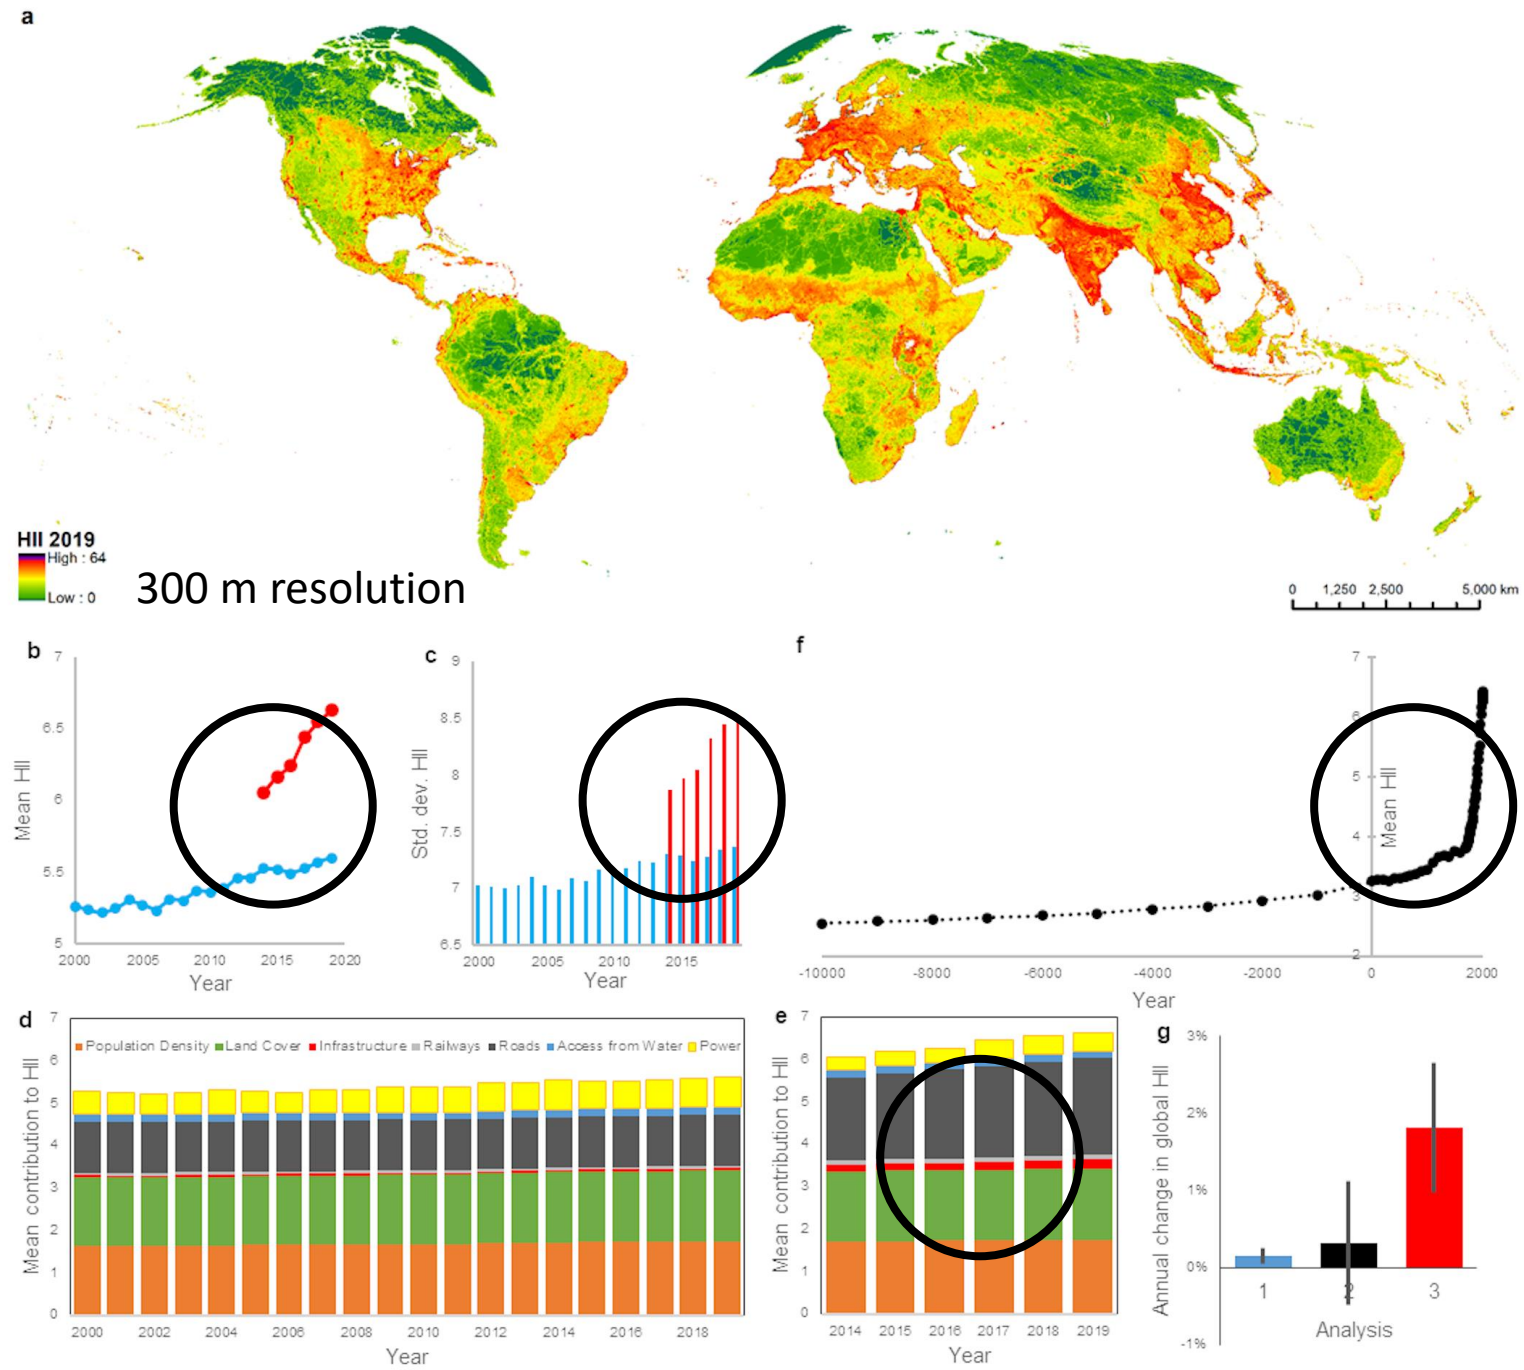 a
HII 2019
High : 64
Low : 0
300 m resolution
0 1,250 2,500 5,000 km
b
7
6.5
6
5.5
5
Mean HII
2000 2005 2010 2015 2020
Year
c
9
8.5
8
7.5
7
6.5
Std. dev. HII
2000 2005 2010 2015
Year
f
7
6
5
4
3
2
Mean HII
-10000 -8000 -6000 -4000 -2000 0 2000
Year
d
7
6
5
4
3
2
1
0
Mean contribution to HII
Population Density Land Cover Infrastructure Railways Roads Access from Water Power
2000 2002 2004 2006 2008 2010 2012 2014 2016 2018
Year
e
7
6
5
4
3
2
1
0
Mean contribution to HII
2014 2015 2016 2017 2018 2019
Year
g
3%
2%
1%
0%
-1%
Annual change in global HII
1 2 3
Analysis